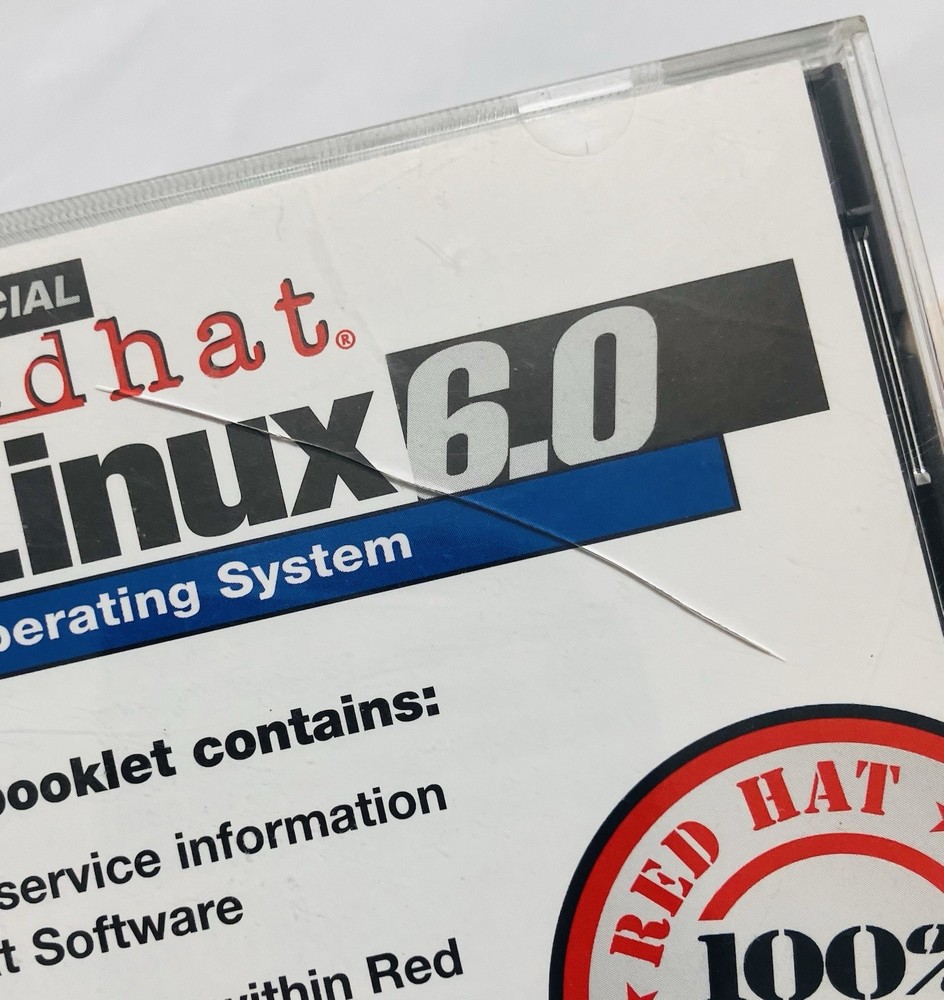 CIAL
dhat®
Linux 6.0
perating System
booklet contains:
service information
t Software
within Red
RED HAT
100%